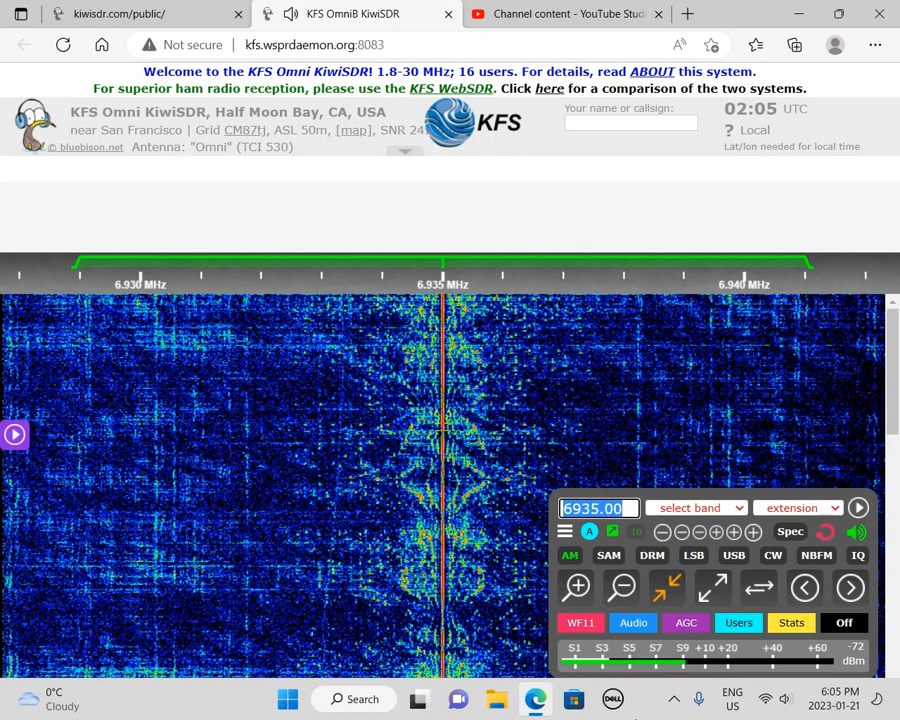 kiwisdr.com/public/
KFS OmniB KiwiSDR
Channel content - YouTube Studi
Not secure
kfs.wsprdaemon.org:8083
Welcome to the KFS Omni KiwiSDR! 1.8-30 MHz; 16 users. For details, read ABOUT this system.
For superior ham radio reception, please use the KFS WebSDR. Click here for a comparison of the two systems.
KFS Omni KiwiSDR, Half Moon Bay, CA, USA
near San Francisco | Grid CM87tj, ASL 50m, [map], SNR 24
© bluebison.net Antenna: "Omni" (TCI 530)
KFS
Your name or callsign:
02:05 UTC
? Local
Lat/lon needed for local time
6.930 MHz 6.935 MHz 6.940 MHz
6935.00 select band extension
A 10 Spec
AM SAM DRM LSB USB CW NBFM IQ
WF11 Audio AGC Users Stats Off
S1 S3 S5 S7 S9 +10 +20 +40 +60 -72
dBm
0°C
Cloudy
Search
DELL
ENG
US
6:05 PM
2023-01-21